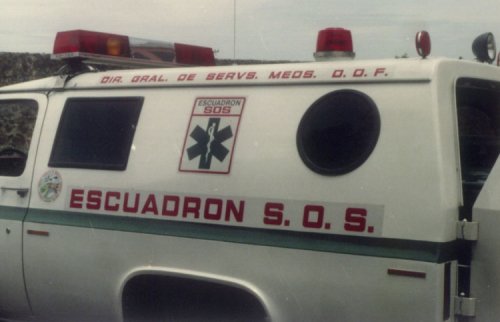 DIR. GRAL. DE SERVS. MEDS. D. D. F.
ESCUADRON
SOS
ESCUADRON S. O. S.